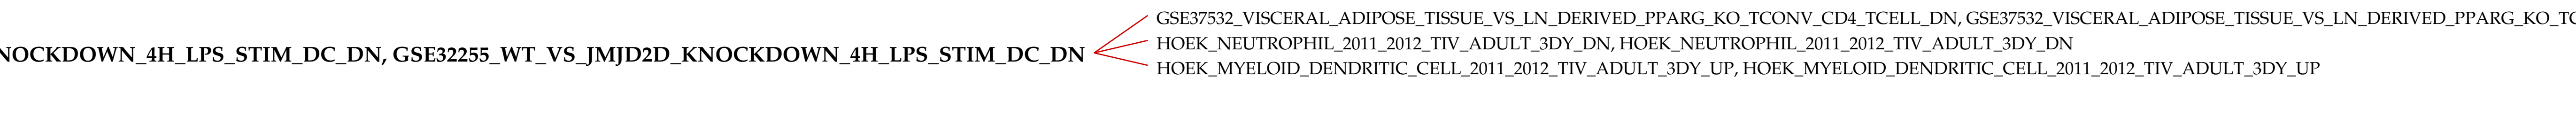 GSE37532_VISCERAL_ADIPOSE_TISSUE_VS_LN_DERIVED_PPARG_KO_TCONV_CD4_TCELL_DN, GSE37532_VISCERAL_ADIPOSE_TISSUE_VS_LN_DERIVED_PPARG_KO_TC
HOEK_NEUTROPHIL_2011_2012_TIV_ADULT_3DY_DN, HOEK_NEUTROPHIL_2011_2012_TIV_ADULT_3DY_DN
NOCKDOWN_4H_LPS_STIM_DC_DN, GSE32255_WT_VS_JMJD2D_KNOCKDOWN_4H_LPS_STIM_DC_DN
HOEK_MYELOID_DENDRITIC_CELL_2011_2012_TIV_ADULT_3DY_UP, HOEK_MYELOID_DENDRITIC_CELL_2011_2012_TIV_ADULT_3DY_UP